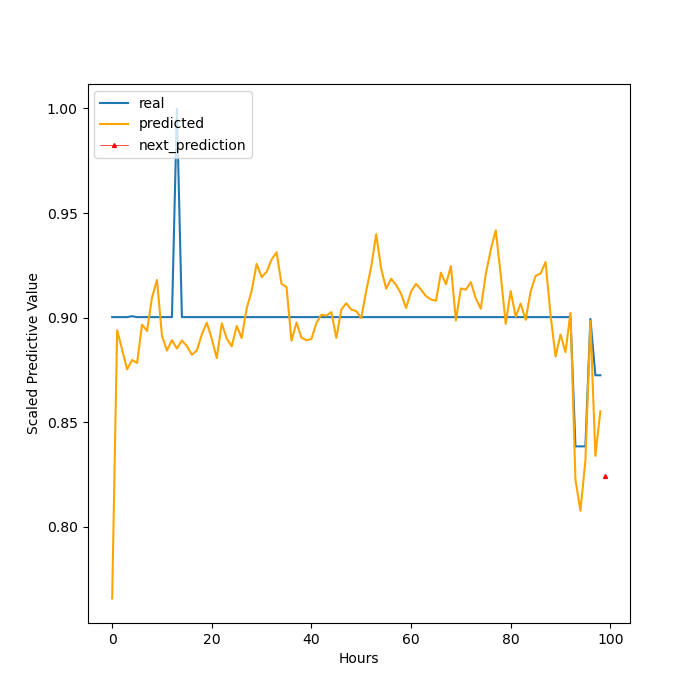 real
predicted
next_prediction
1.00
0.95
0.90
0.85
0.80
Scaled Predictive Value
0 20 40 60 80 100
Hours